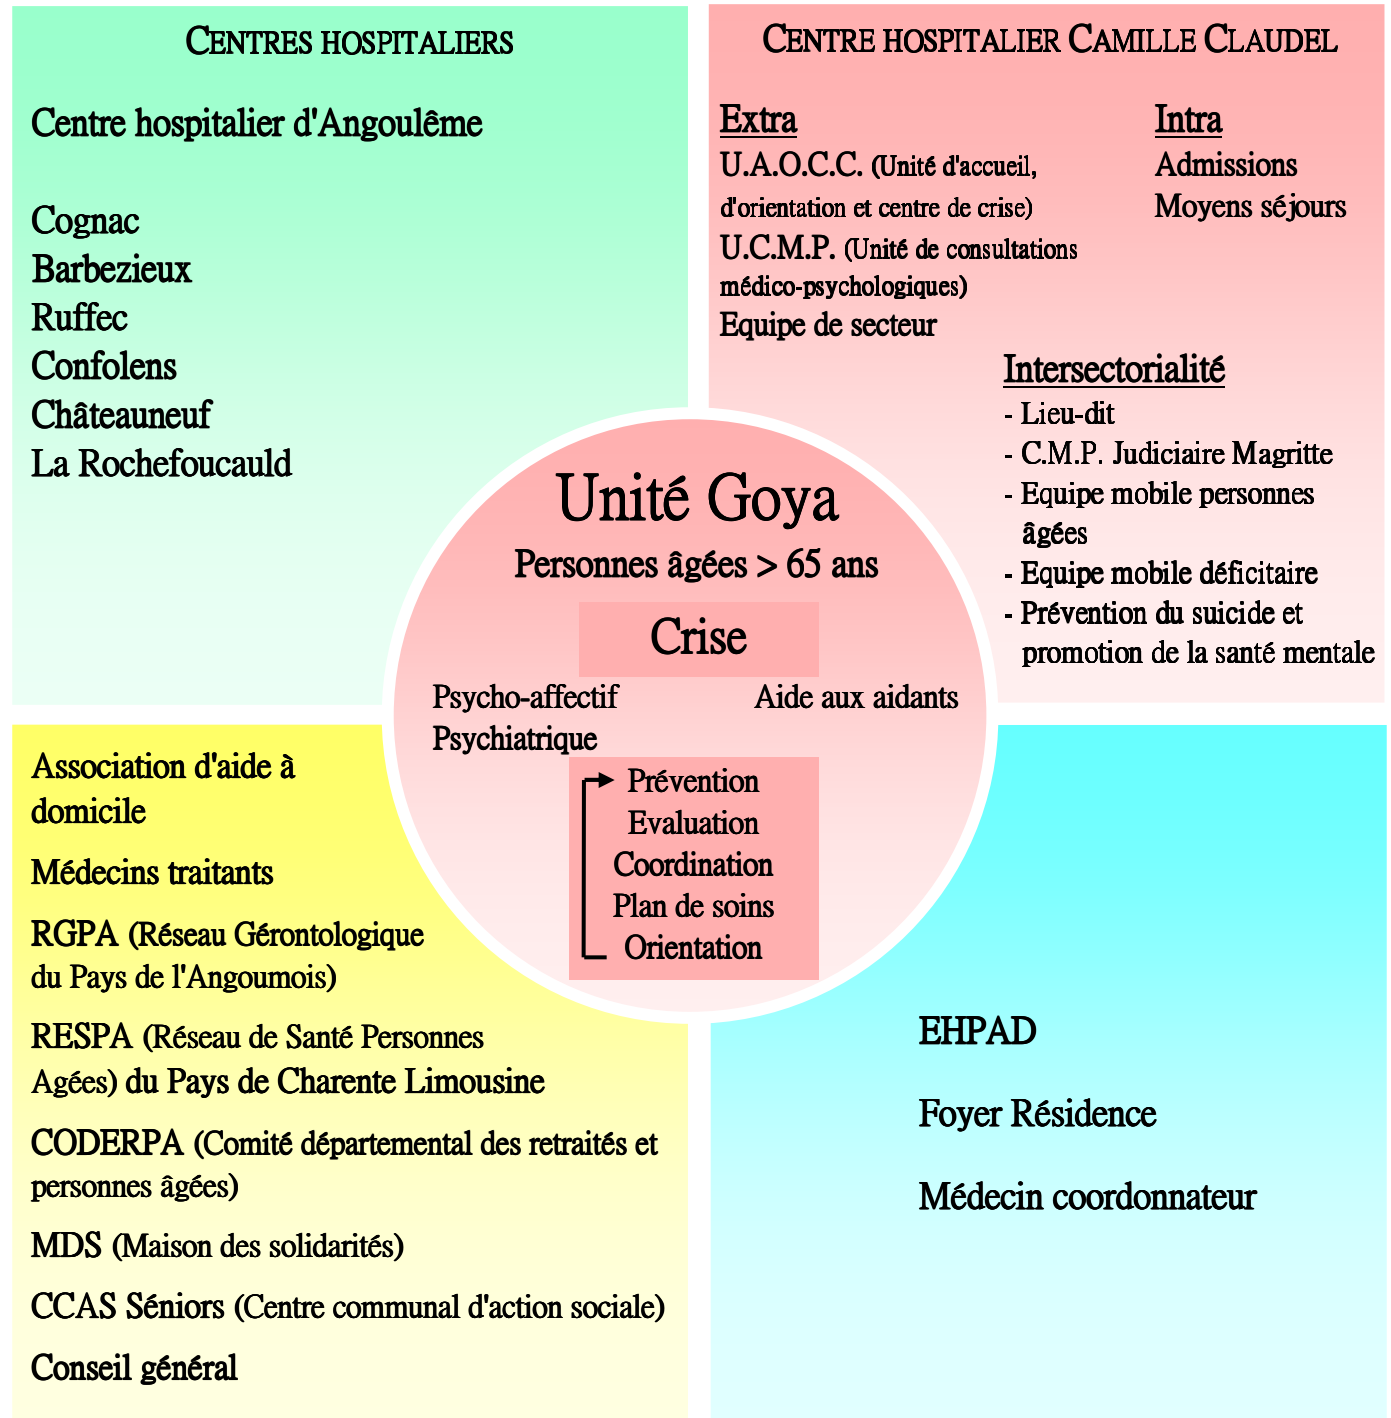 CENTRES HOSPITALIERS
Centre hospitalier d'Angoulême
Cognac
Barbezieux
Ruffec
Confolens
Châteauneuf
La Rochefoucauld
CENTRE HOSPITALIER CAMILLE CLAUDEL
Extra
U.A.O.C.C. (Unité d'accueil,
d'orientation et centre de crise)
U.C.M.P. (Unité de consultations
médico-psychologiques)
Equipe de secteur
Intra
Admissions
Moyens séjours
Intersectorialité
- Lieu-dit
- C.M.P. Judiciaire Magritte
- Equipe mobile personnes
âgées
- Equipe mobile déficitaire
- Prévention du suicide et
promotion de la santé mentale
Unité Goya
Personnes âgées > 65 ans
Crise
Psycho-affectif
Psychiatrique
Aide aux aidants
Prévention
Evaluation
Coordination
Plan de soins
Orientation
Association d'aide à
domicile
Médecins traitants
RGPA (Réseau Gérontologique
du Pays de l'Angoumois)
RESPA (Réseau de Santé Personnes
Agées) du Pays de Charente Limousine
CODERPA (Comité départemental des retraités et
personnes âgées)
MDS (Maison des solidarités)
CCAS Séniors (Centre communal d'action sociale)
Conseil général
EHPAD
Foyer Résidence
Médecin coordonnateur